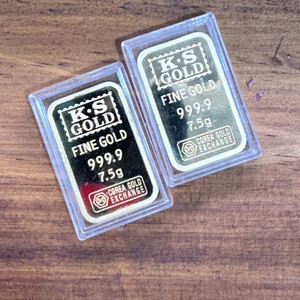 K·S
GOLD
FINE GOLD
999.9
7.5g
COREA GOLD
EXCHANGE
K·S
GOLD
FINE GOLD
999.9
7.5g
COREA GOLD
EXCHANGE